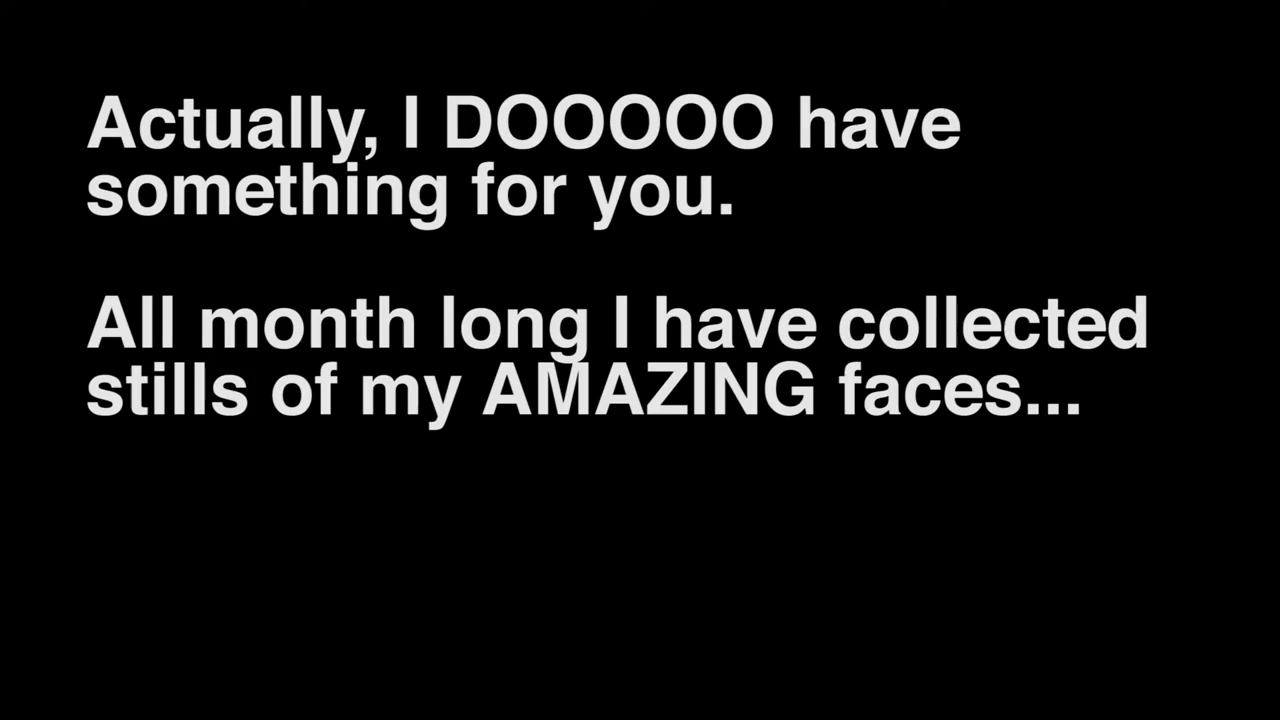 Actually, I DOOOOO have
something for you.
All month long I have collected
stills of my AMAZING faces...